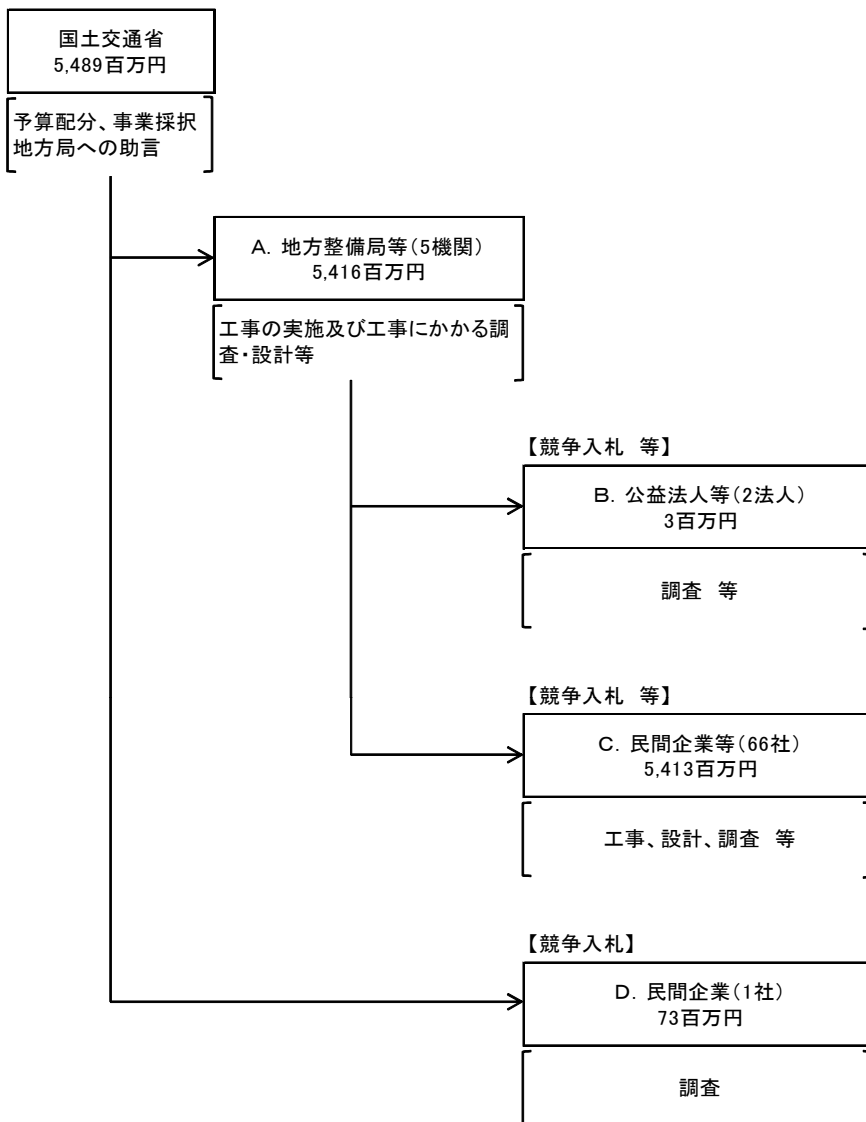 国土交通省
5,489百万円
予算配分、事業採択
地方局への助言
A．地方整備局等（5機関）
5,416百万円
工事の実施及び工事にかかる調
査・設計等
【競争入札　等】
B．公益法人等（2法人）
3百万円
調査　等
【競争入札　等】
C．民間企業等（66社）
5,413百万円
工事、設計、調査　等
【競争入札】
D．民間企業（1社）
73百万円
調査